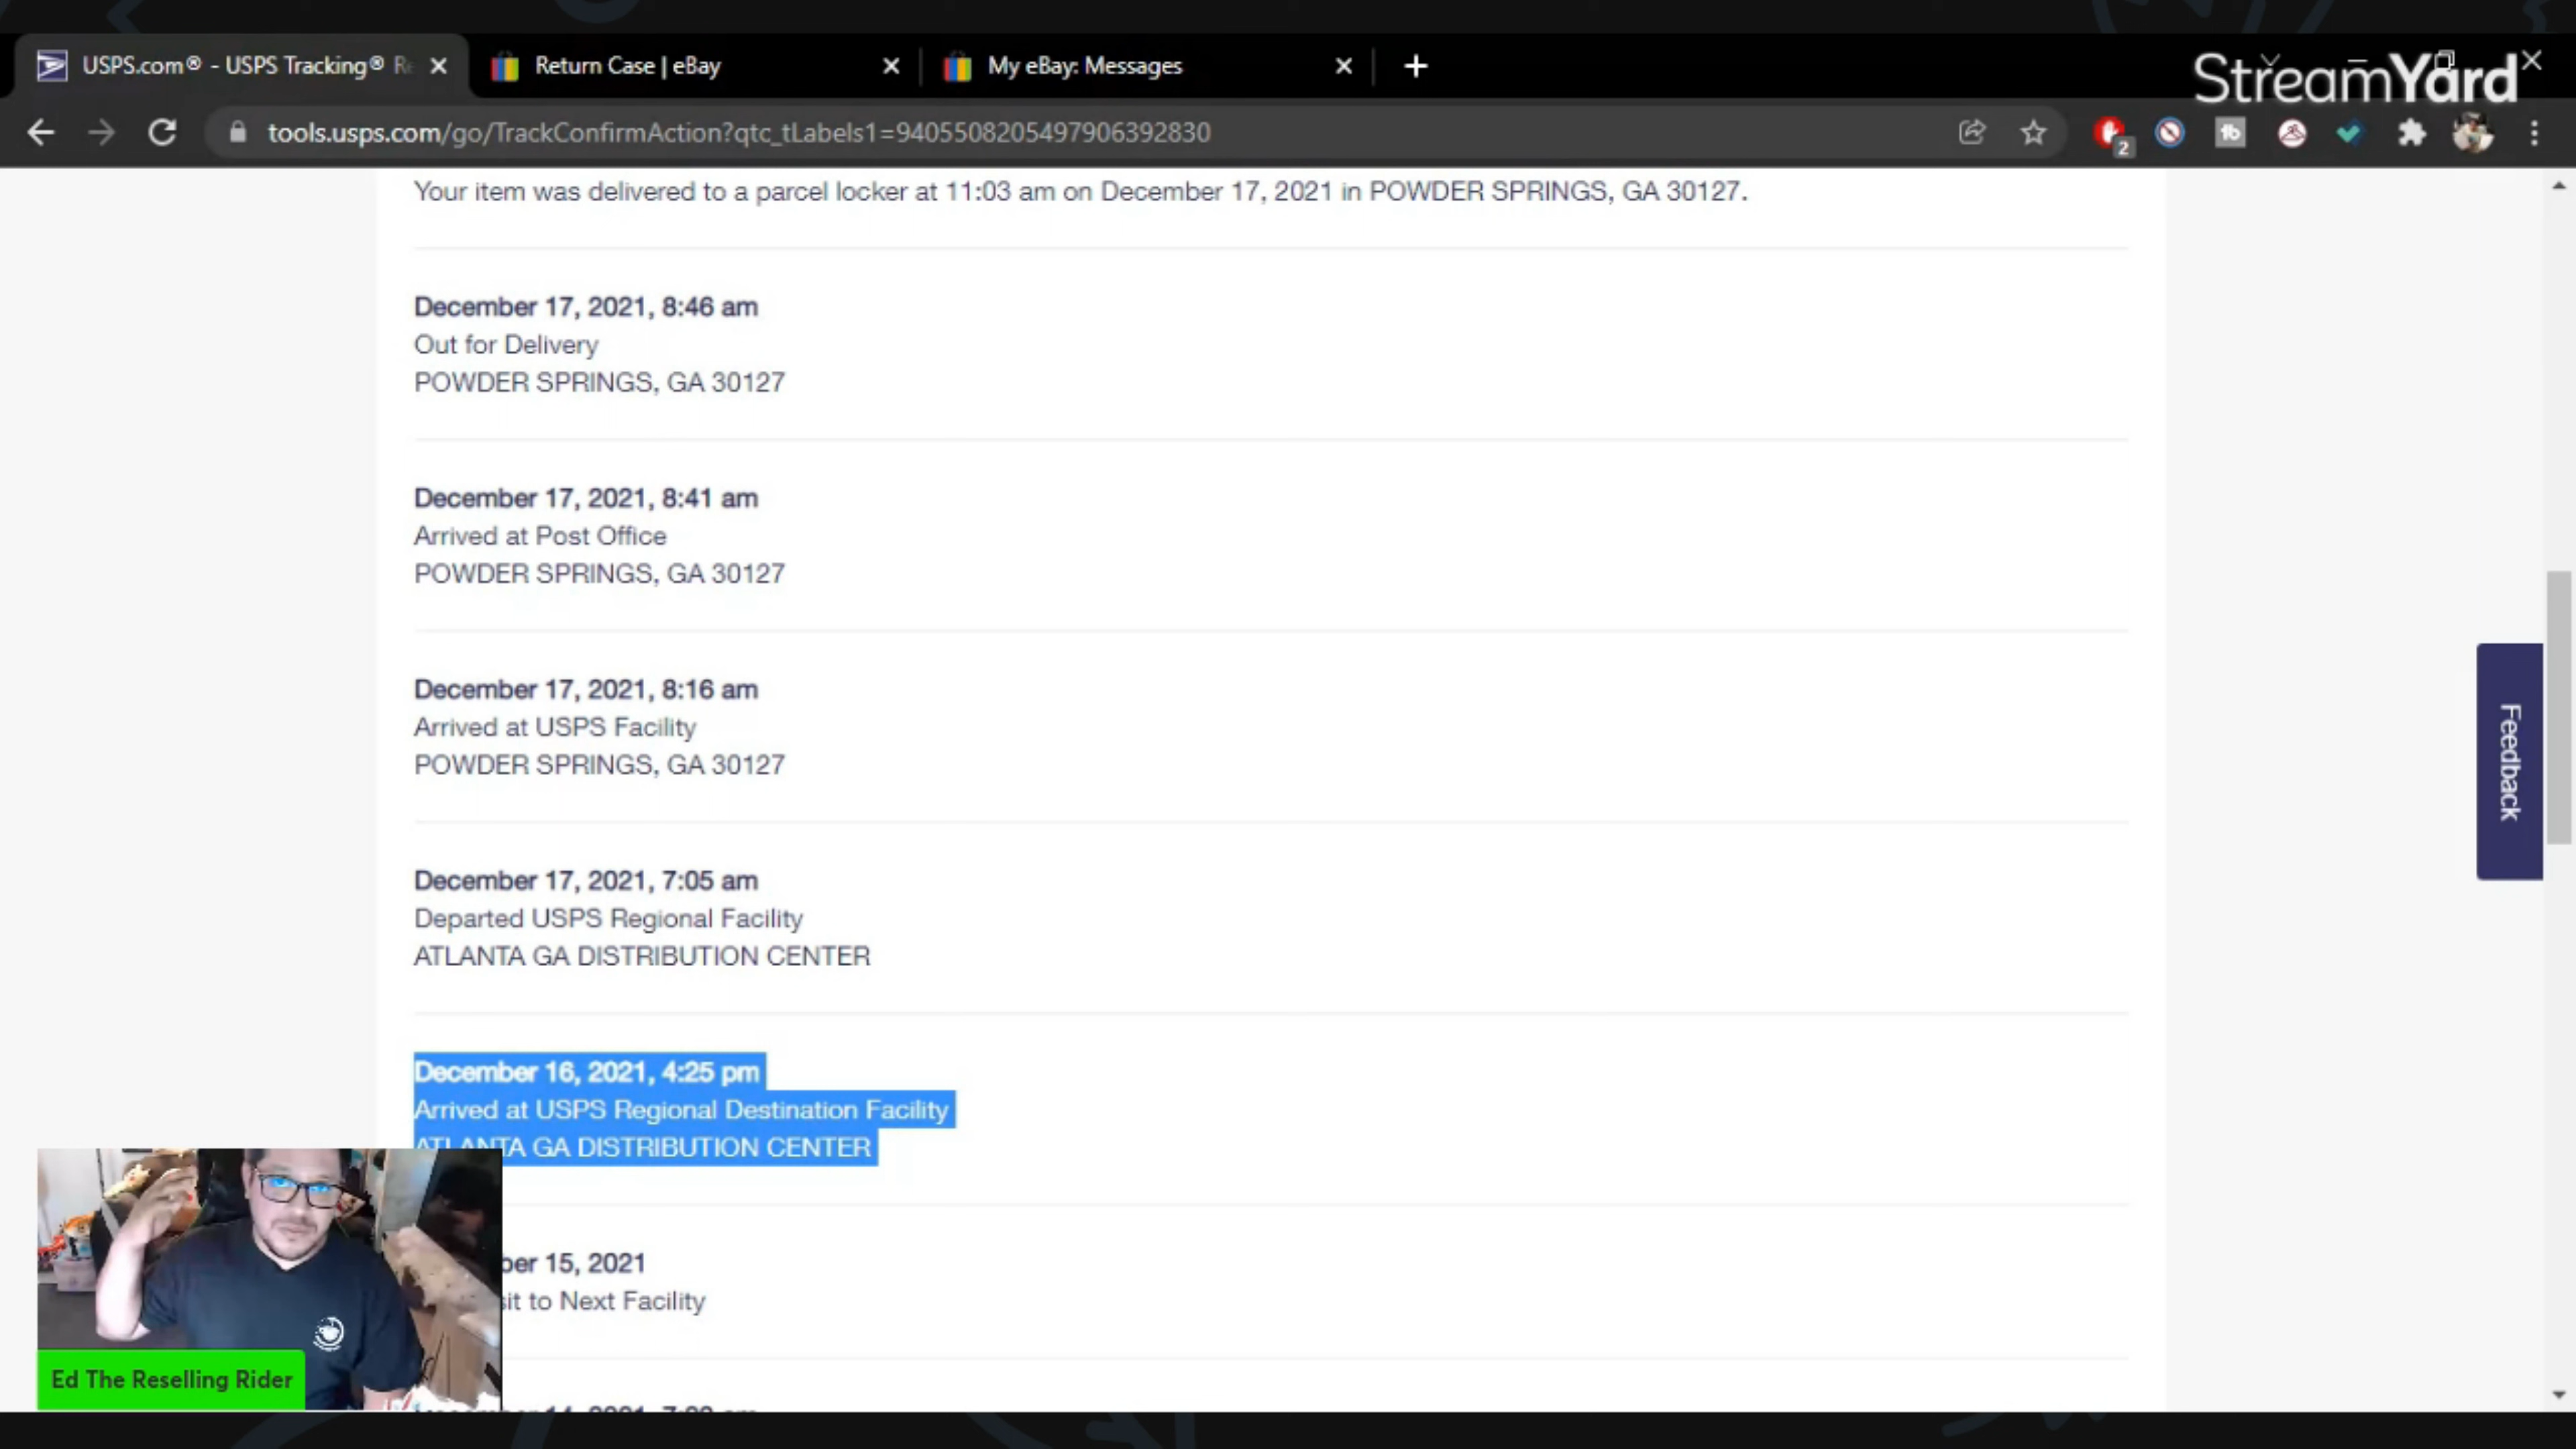 USPS.com® - USPS Tracking® Re
Return Case | eBay
My eBay: Messages
StreamYard
tools.usps.com/go/TrackConfirmAction?qtc_tLabels1=9405508205497906392830
2
Your item was delivered to a parcel locker at 11:03 am on December 17, 2021 in POWDER SPRINGS, GA 30127.
December 17, 2021, 8:46 am
Out for Delivery
POWDER SPRINGS, GA 30127
December 17, 2021, 8:41 am
Arrived at Post Office
POWDER SPRINGS, GA 30127
December 17, 2021, 8:16 am
Arrived at USPS Facility
POWDER SPRINGS, GA 30127
December 17, 2021, 7:05 am
Departed USPS Regional Facility
ATLANTA GA DISTRIBUTION CENTER
December 16, 2021, 4:25 pm
Arrived at USPS Regional Destination Facility
ATLANTA GA DISTRIBUTION CENTER
ber 15, 2021
sit to Next Facility
Feedback
Ed The Reselling Rider